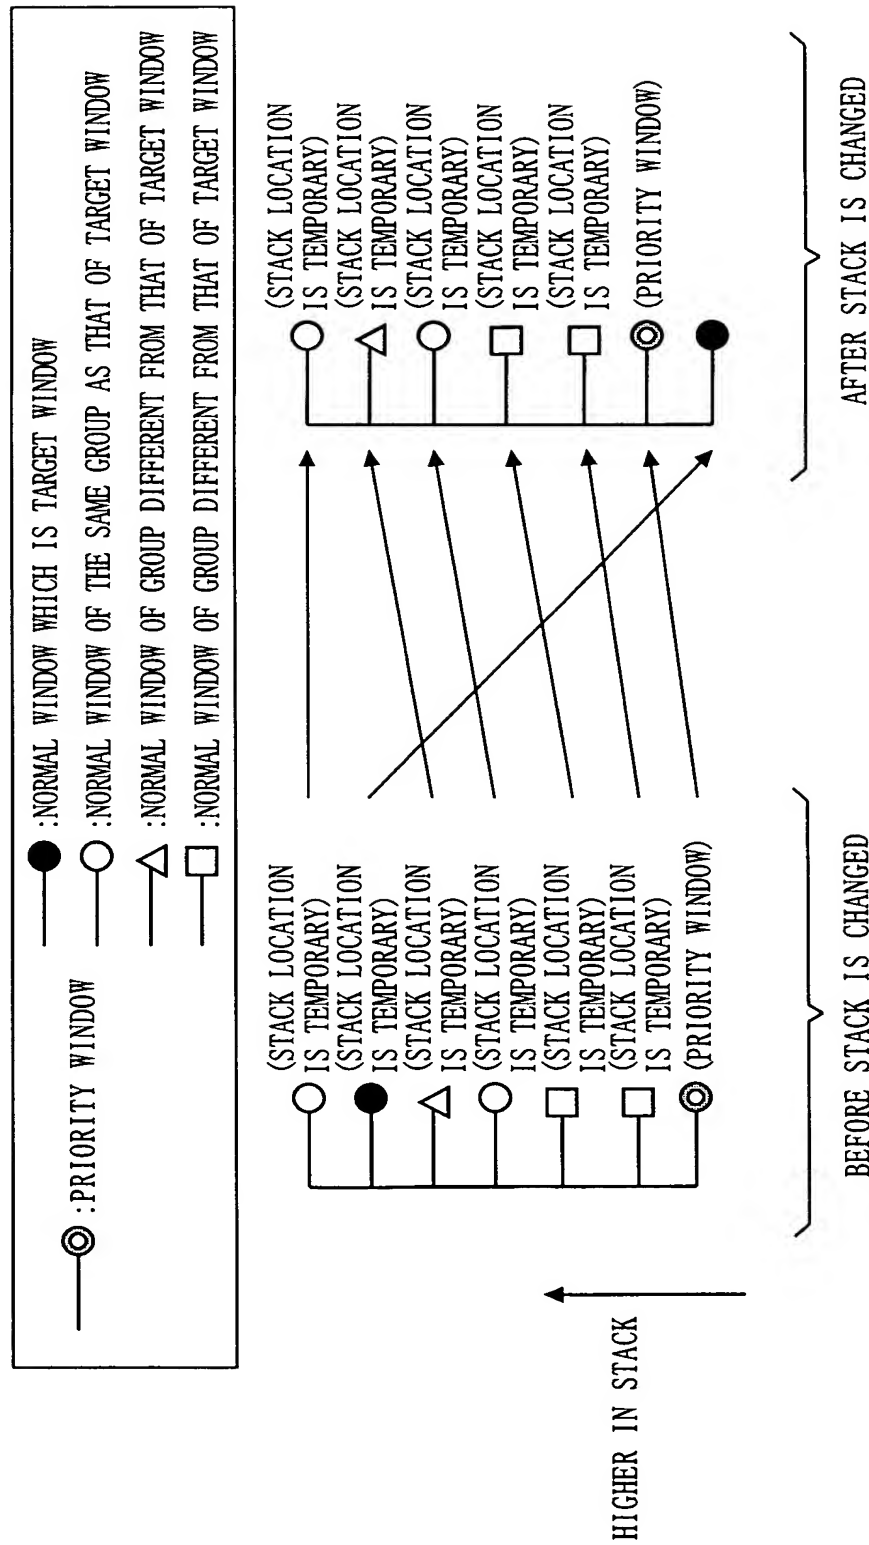 :PRIORITY WINDOW
:NORMAL WINDOW WHICH IS TARGET WINDOW
:NORMAL WINDOW OF THE SAME GROUP AS THAT OF TARGET WINDOW
:NORMAL WINDOW OF GROUP DIFFERENT FROM THAT OF TARGET WINDOW
:NORMAL WINDOW OF GROUP DIFFERENT FROM THAT OF TARGET WINDOW
HIGHER IN STACK
(STACK LOCATION
IS TEMPORARY)
(STACK LOCATION
IS TEMPORARY)
(STACK LOCATION
IS TEMPORARY)
(STACK LOCATION
IS TEMPORARY)
(STACK LOCATION
IS TEMPORARY)
(STACK LOCATION
IS TEMPORARY)
(PRIORITY WINDOW)
BEFORE STACK IS CHANGED
(STACK LOCATION
IS TEMPORARY)
(STACK LOCATION
IS TEMPORARY)
(STACK LOCATION
IS TEMPORARY)
(STACK LOCATION
IS TEMPORARY)
(STACK LOCATION
IS TEMPORARY)
(PRIORITY WINDOW)
AFTER STACK IS CHANGED